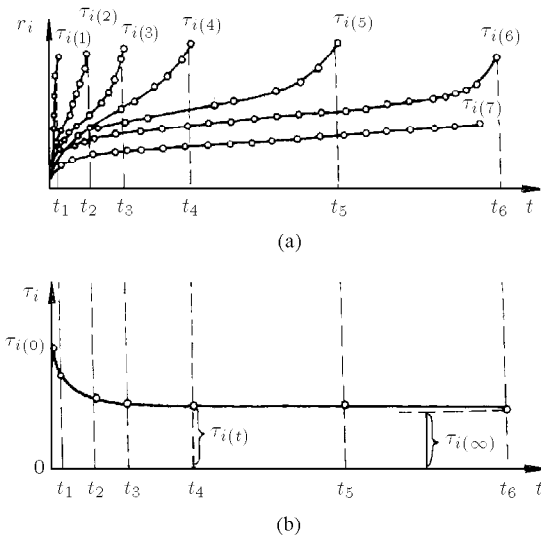 r_i τ_i(1) τ_i(2) τ_i(3) τ_i(4) τ_i(5) τ_i(6)
τ_i(7)
t_1 t_2 t_3 t_4 t_5 t_6 t
(a)
τ_i
τ_i(0)
τ_i(t) τ_i(∞)
0
t_1 t_2 t_3 t_4 t_5 t_6 t
(b)